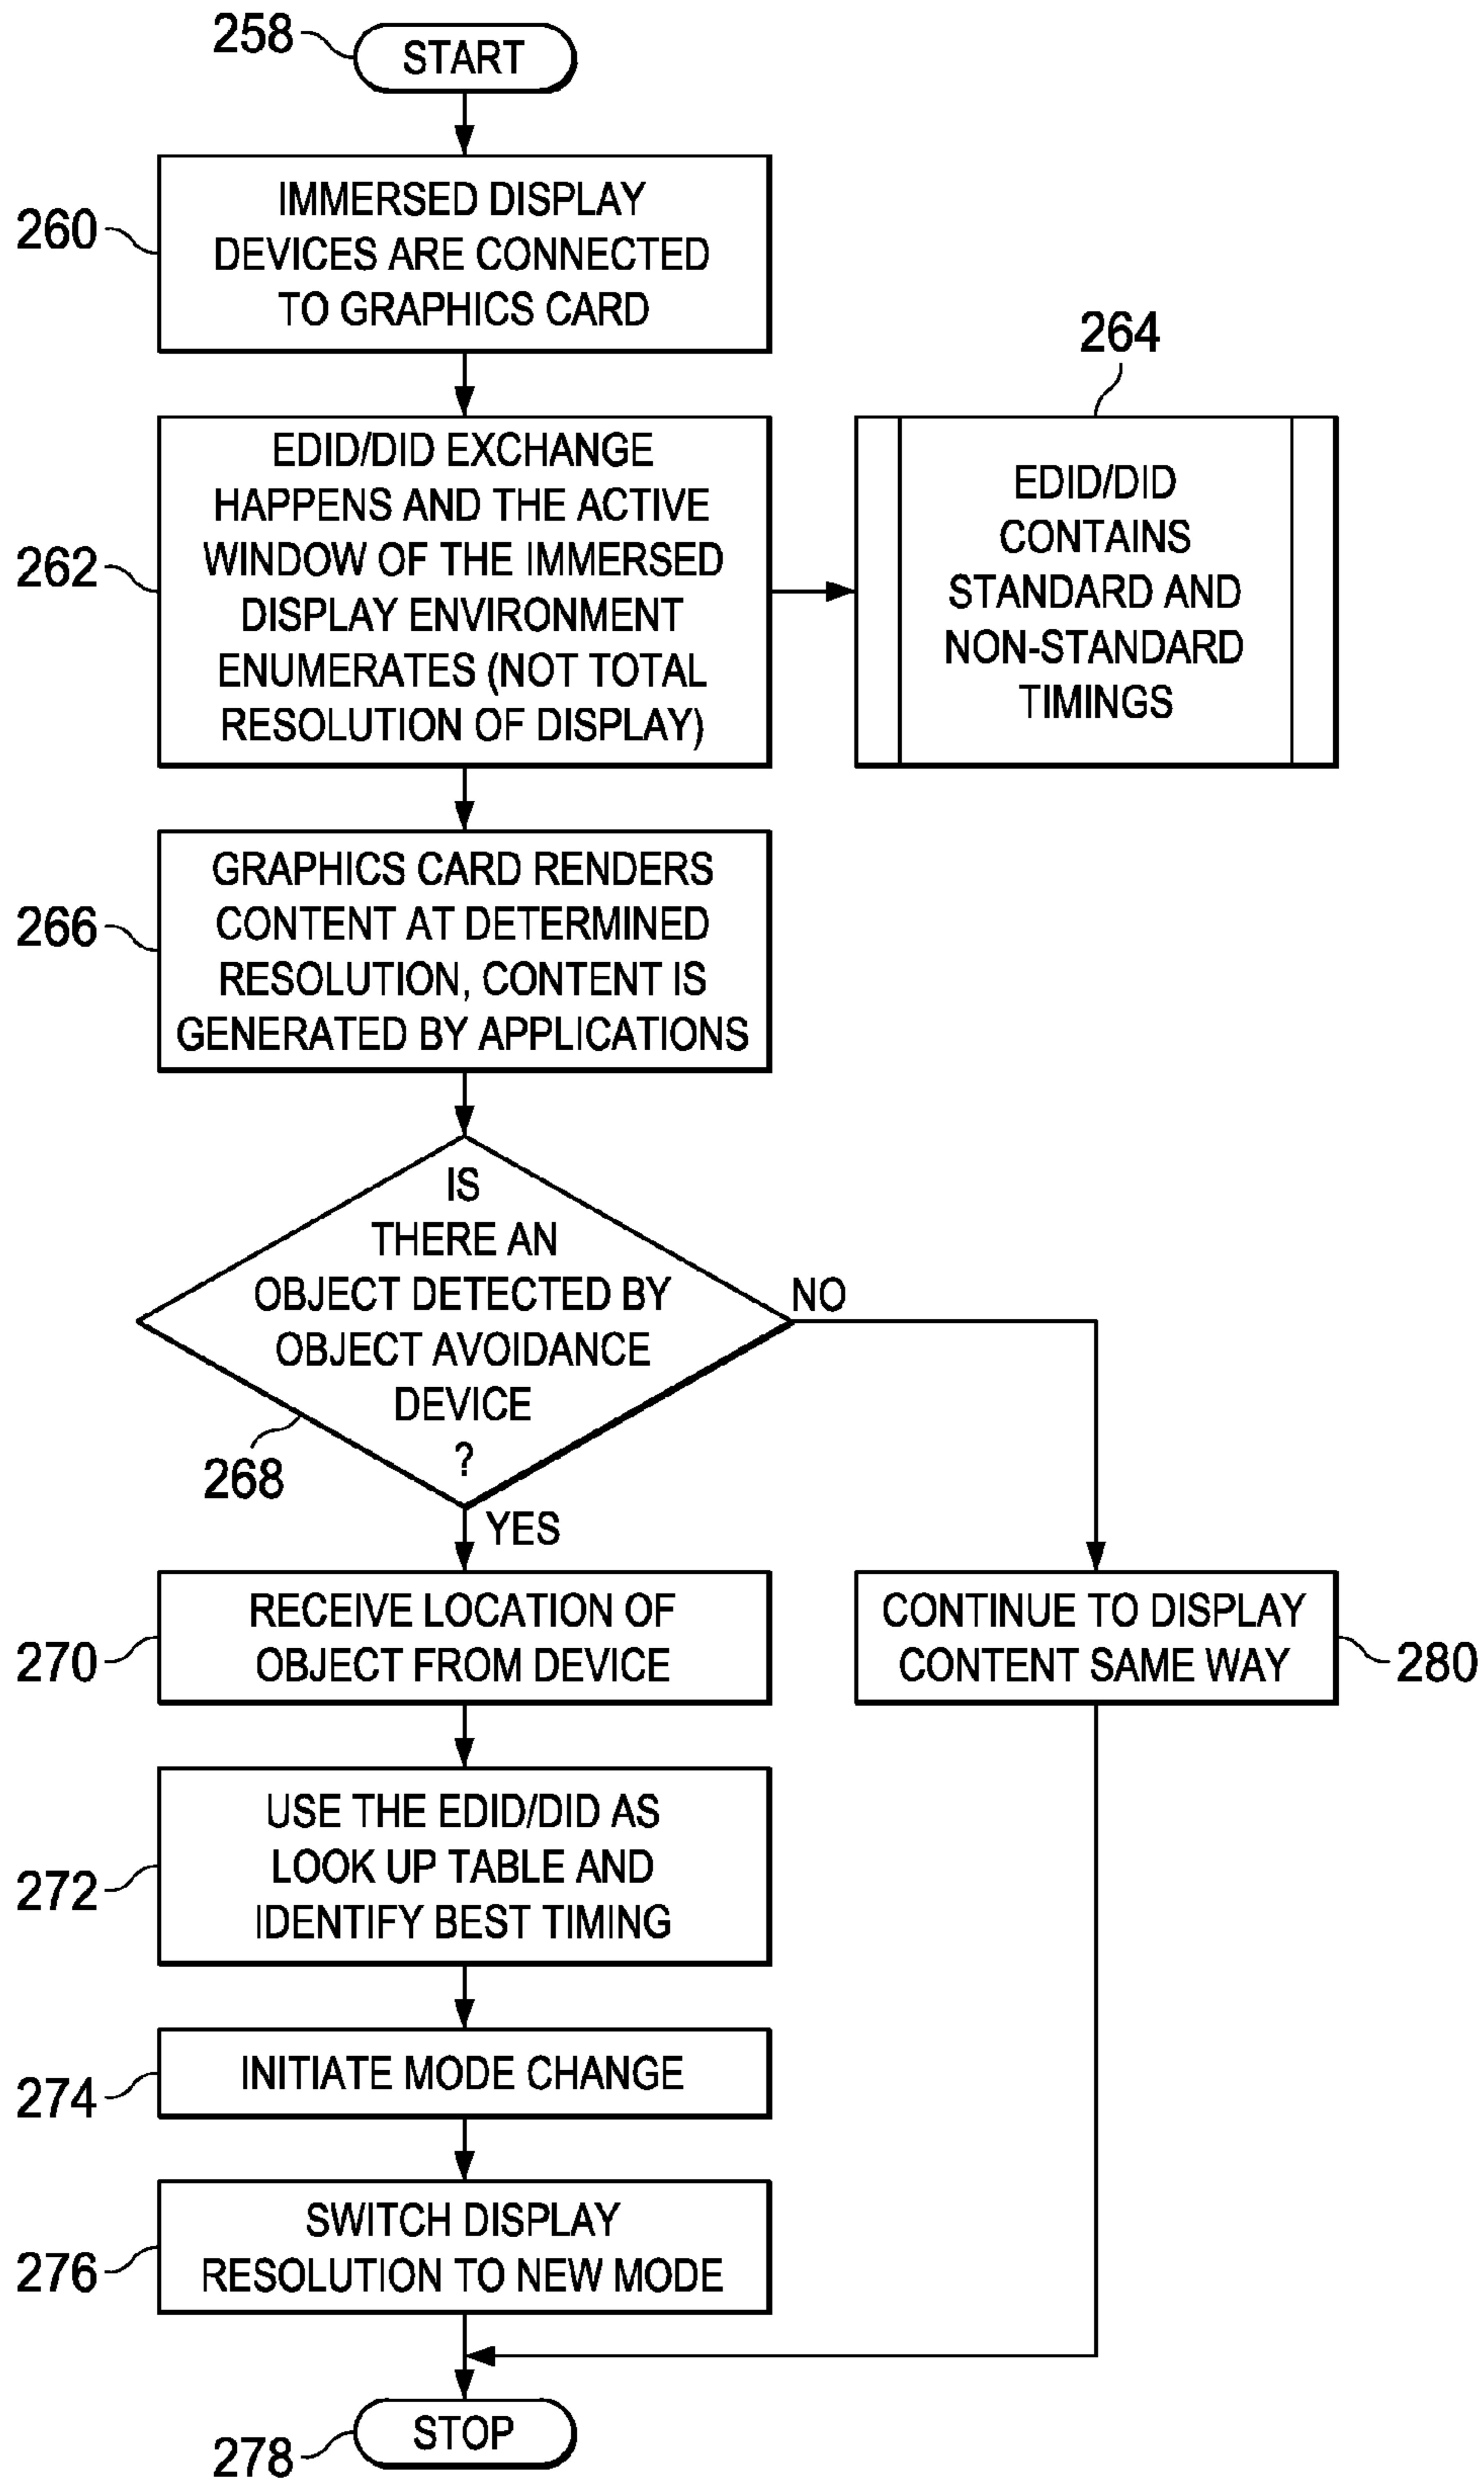 258
START
260
IMMERSED DISPLAY
DEVICES ARE CONNECTED
TO GRAPHICS CARD
262
EDID/DID EXCHANGE
HAPPENS AND THE ACTIVE
WINDOW OF THE IMMERSED
DISPLAY ENVIRONMENT
ENUMERATES (NOT TOTAL
RESOLUTION OF DISPLAY)
264
EDID/DID
CONTAINS
STANDARD AND
NON-STANDARD
TIMINGS
266
GRAPHICS CARD RENDERS
CONTENT AT DETERMINED
RESOLUTION, CONTENT IS
GENERATED BY APPLICATIONS
IS
THERE AN
OBJECT DETECTED BY
OBJECT AVOIDANCE
DEVICE
?
268
NO
YES
270
RECEIVE LOCATION OF
OBJECT FROM DEVICE
CONTINUE TO DISPLAY
CONTENT SAME WAY
280
272
USE THE EDID/DID AS
LOOK UP TABLE AND
IDENTIFY BEST TIMING
274
INITIATE MODE CHANGE
276
SWITCH DISPLAY
RESOLUTION TO NEW MODE
278
STOP